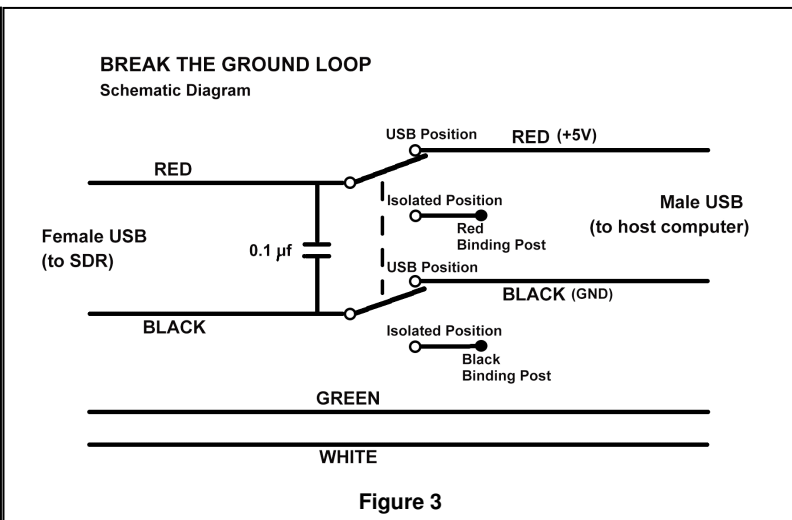 BREAK THE GROUND LOOP
Schematic Diagram
USB Position
RED (+5V)
RED
Isolated Position
Red
Binding Post
Male USB
(to host computer)
Female USB
(to SDR)
0.1 µf
USB Position
BLACK (GND)
BLACK
Isolated Position
Black
Binding Post
GREEN
WHITE
Figure 3